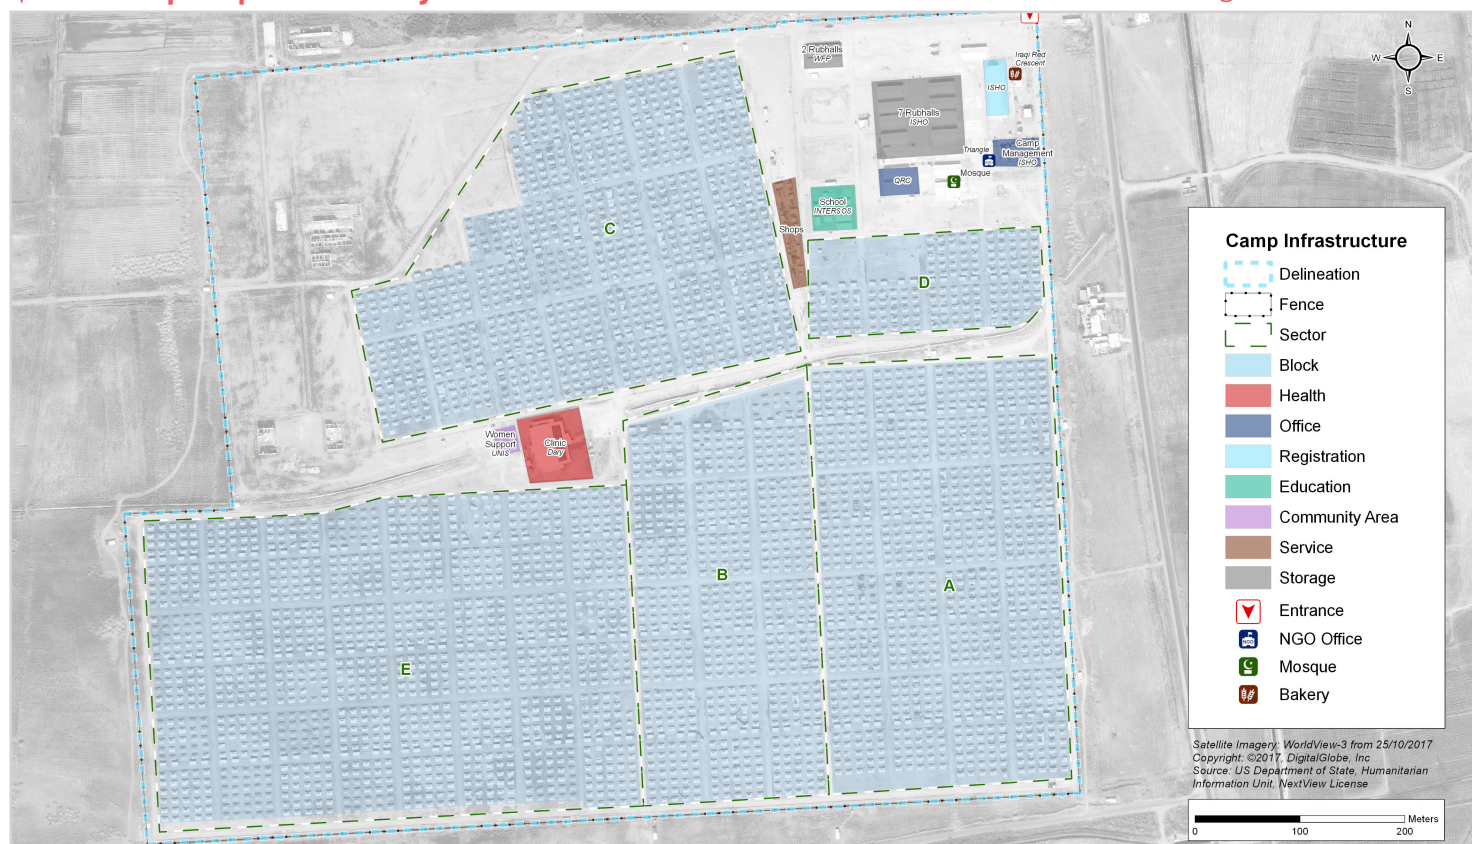 N
W
E
S
2 Rubhalls
WFP
Iraqi Red
Crescent
ISHO
7 Rubhalls
ISHO
Camp
Management
ISHO
Triangle
Mosque
QRC
School
INTERSOS
Shops
C
D
Women
Support
UNIS
Clinic
Dary
B
A
E
Camp Infrastructure
Delineation
Fence
Sector
Block
Health
Office
Registration
Education
Community Area
Service
Storage
Entrance
NGO Office
Mosque
Bakery
Satellite Imagery: WorldView-3 from 25/10/2017
Copyright: ©2017, DigitalGlobe, Inc
Source: US Department of State, Humanitarian
Information Unit, NextView License
Meters
0 100 200